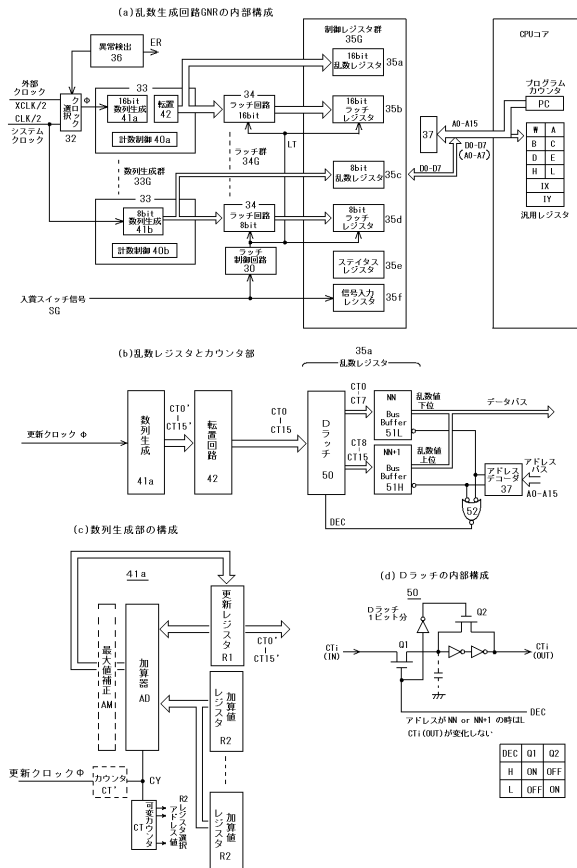 (a)乱数生成回路GNRの内部構成
制御レジスタ群
35G
CPUコア
異常検出
36
ER
16bit
乱数レジスタ
35a
外部
クロック
XCLK/2
CLK/2
システム
クロック
クロック
選択
32
Φ
33
16bit
数列生成
41a
転置
42
計数制御 40a
34
ラッチ回路
16bit
16bit
ラッチ
レジスタ
35b
LT
ラッチ群
34G
数列生成群
33G
プログラム
カウンタ
PC
37
A0-A15
D0-D7
(A0-A7)
W A
B C
D E
H L
IX
IY
汎用レジスタ
8bit
乱数レジスタ
35c
D0-D7
33
8bit
数列生成
41b
計数制御 40b
34
ラッチ回路
8bit
8bit
ラッチ
レジスタ
35d
ラッチ
制御回路
30
ステイタス
レジスタ
35e
入賞スイッチ信号
SG
信号入力
レジスタ
35f
(b)乱数レジスタとカウンタ部
35a
乱数レジスタ
更新クロック Φ
数列生成
41a
CT0'
-
CT15'
転置回路
42
CT0
-
CT15
Dラッチ
50
CT0
-
CT7
NN
Bus
Buffer
51L
乱数値
下位
データバス
CT8
-
CT15
NN+1
Bus
Buffer
51H
乱数値
上位
アドレス
デコーダ
37
アドレス
バス
A0-A15
52
DEC
(c)数列生成部の構成
41a
最大値補正
AM
加算器
AD
更新レジスタ
R1
CT0'
-
CT15'
加算値
レジスタ
R2
更新クロックΦ
カウンタ
CT'
CY
可変カウンタ
CT
R2
レジスタ選択
アドレス値
加算値
レジスタ
R2
(d)Dラッチの内部構成
50
Dラッチ
1ビット分
Q2
CTi
(IN)
Q1
CTi
(OUT)
DEC
アドレスが NN or NN+1 の時はL
CTi(OUT)が変化しない
DEC Q1 Q2
H ON OFF
L OFF ON